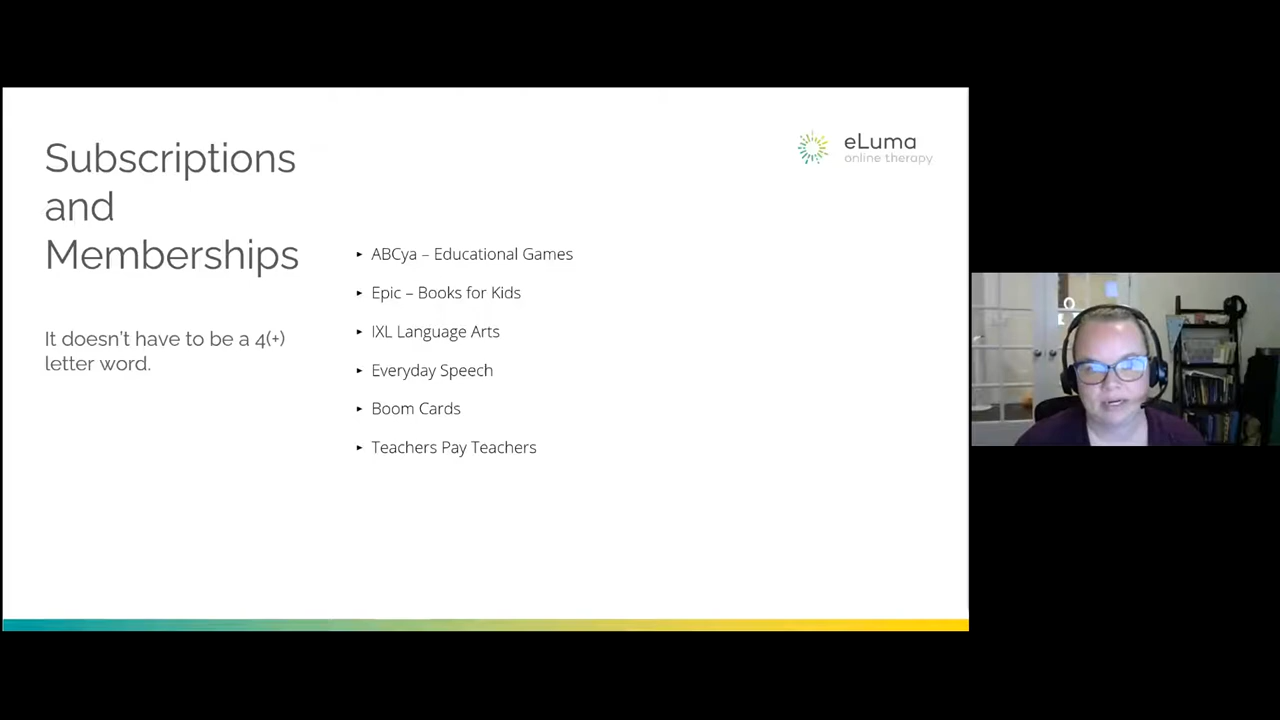 Subscriptions
and
Memberships
It doesn't have to be a 4(+)
letter word.
eLuma
online therapy
▸ ABCya – Educational Games
▸ Epic – Books for Kids
▸ IXL Language Arts
▸ Everyday Speech
▸ Boom Cards
▸ Teachers Pay Teachers